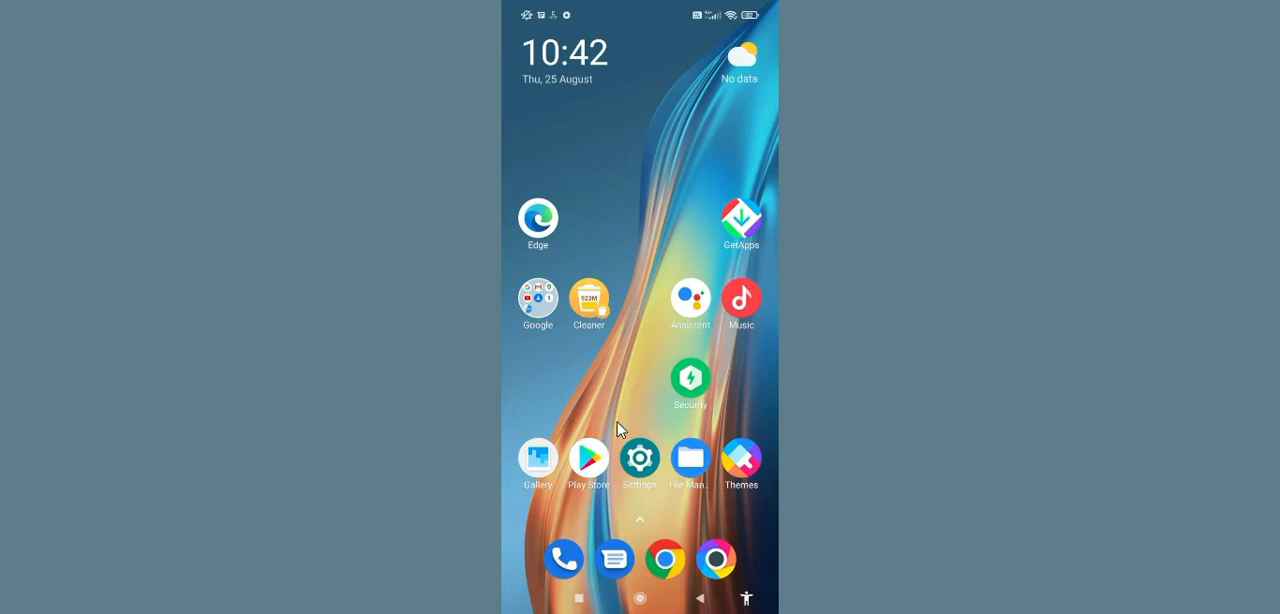 10:42
Thu, 25 August
No data
Edge
GetApps
923M
Google
Cleaner
Assistant
Music
Security
Gallery
Play Store
Settings
File Man..
Themes